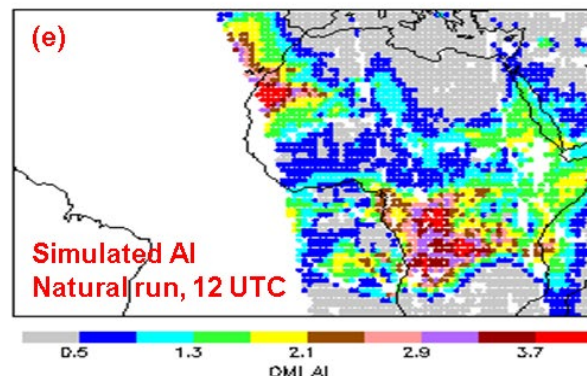 (e)
Simulated AI
Natural run, 12 UTC
0.5 1.3 2.1 2.9 3.7
OMI AI